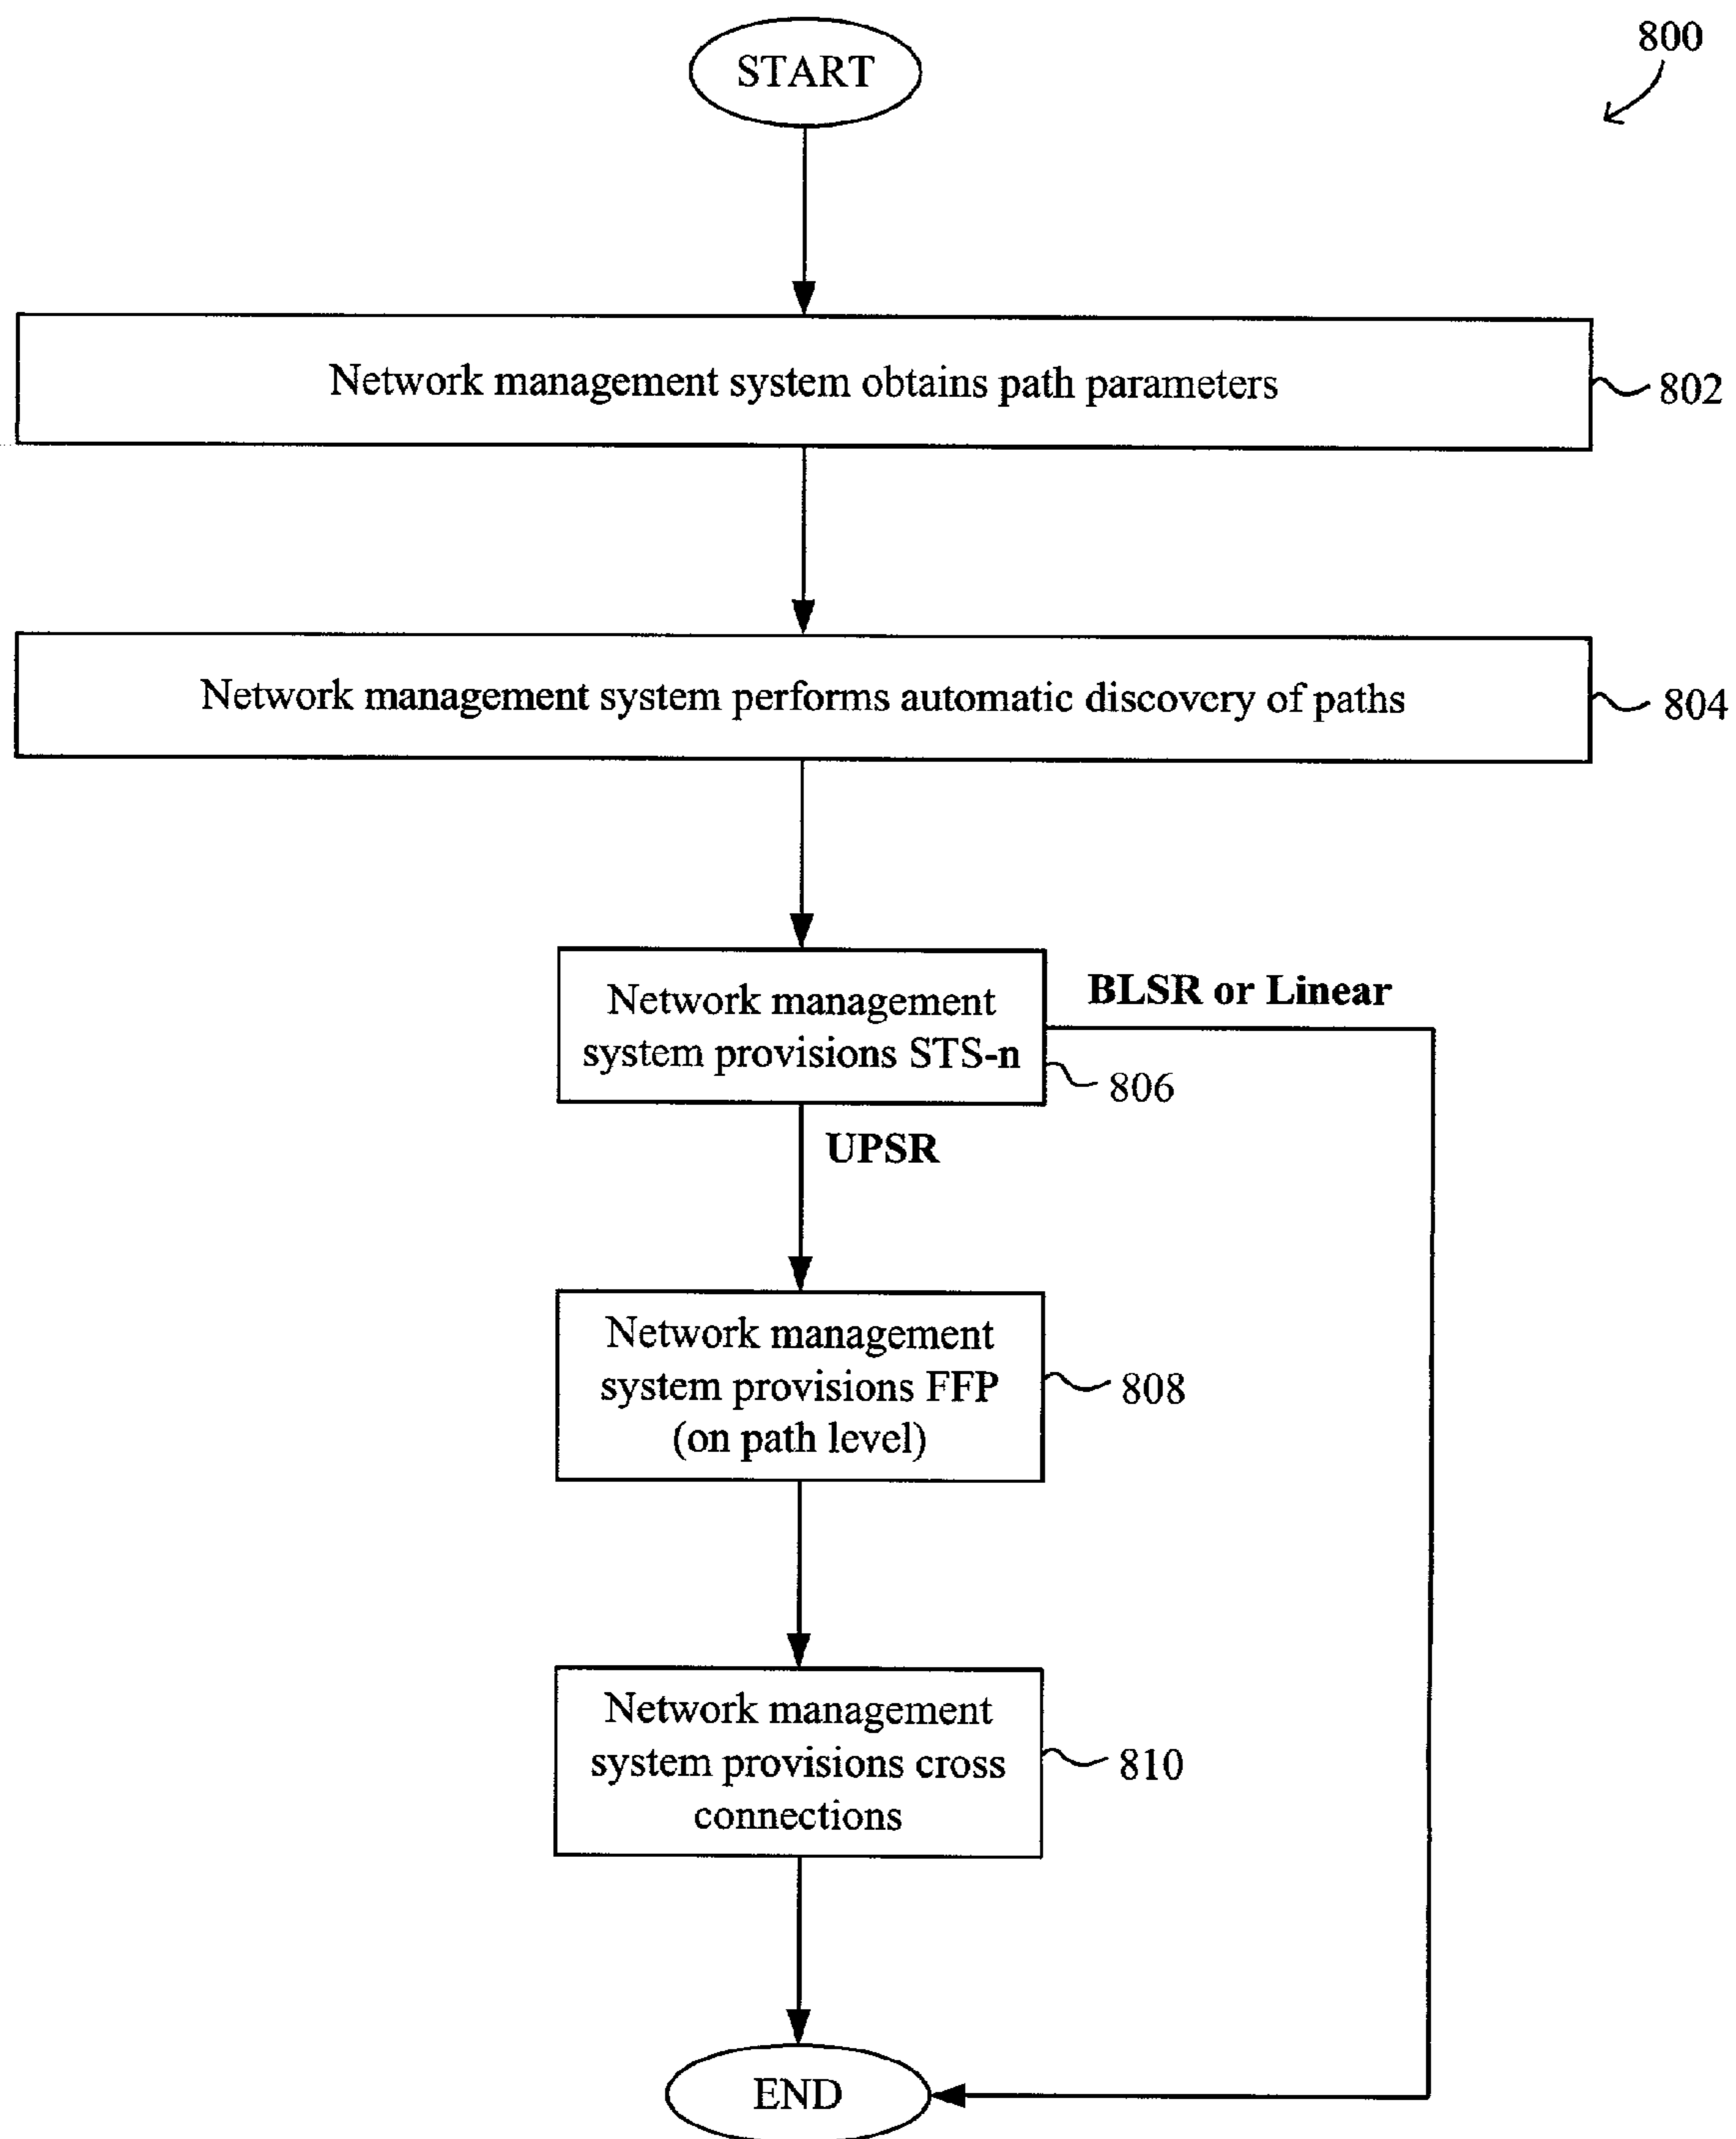 800
START
Network management system obtains path parameters
802
Network management system performs automatic discovery of paths
804
Network management
system provisions STS-n
806
BLSR or Linear
UPSR
Network management
system provisions FFP
(on path level)
808
Network management
system provisions cross
connections
810
END